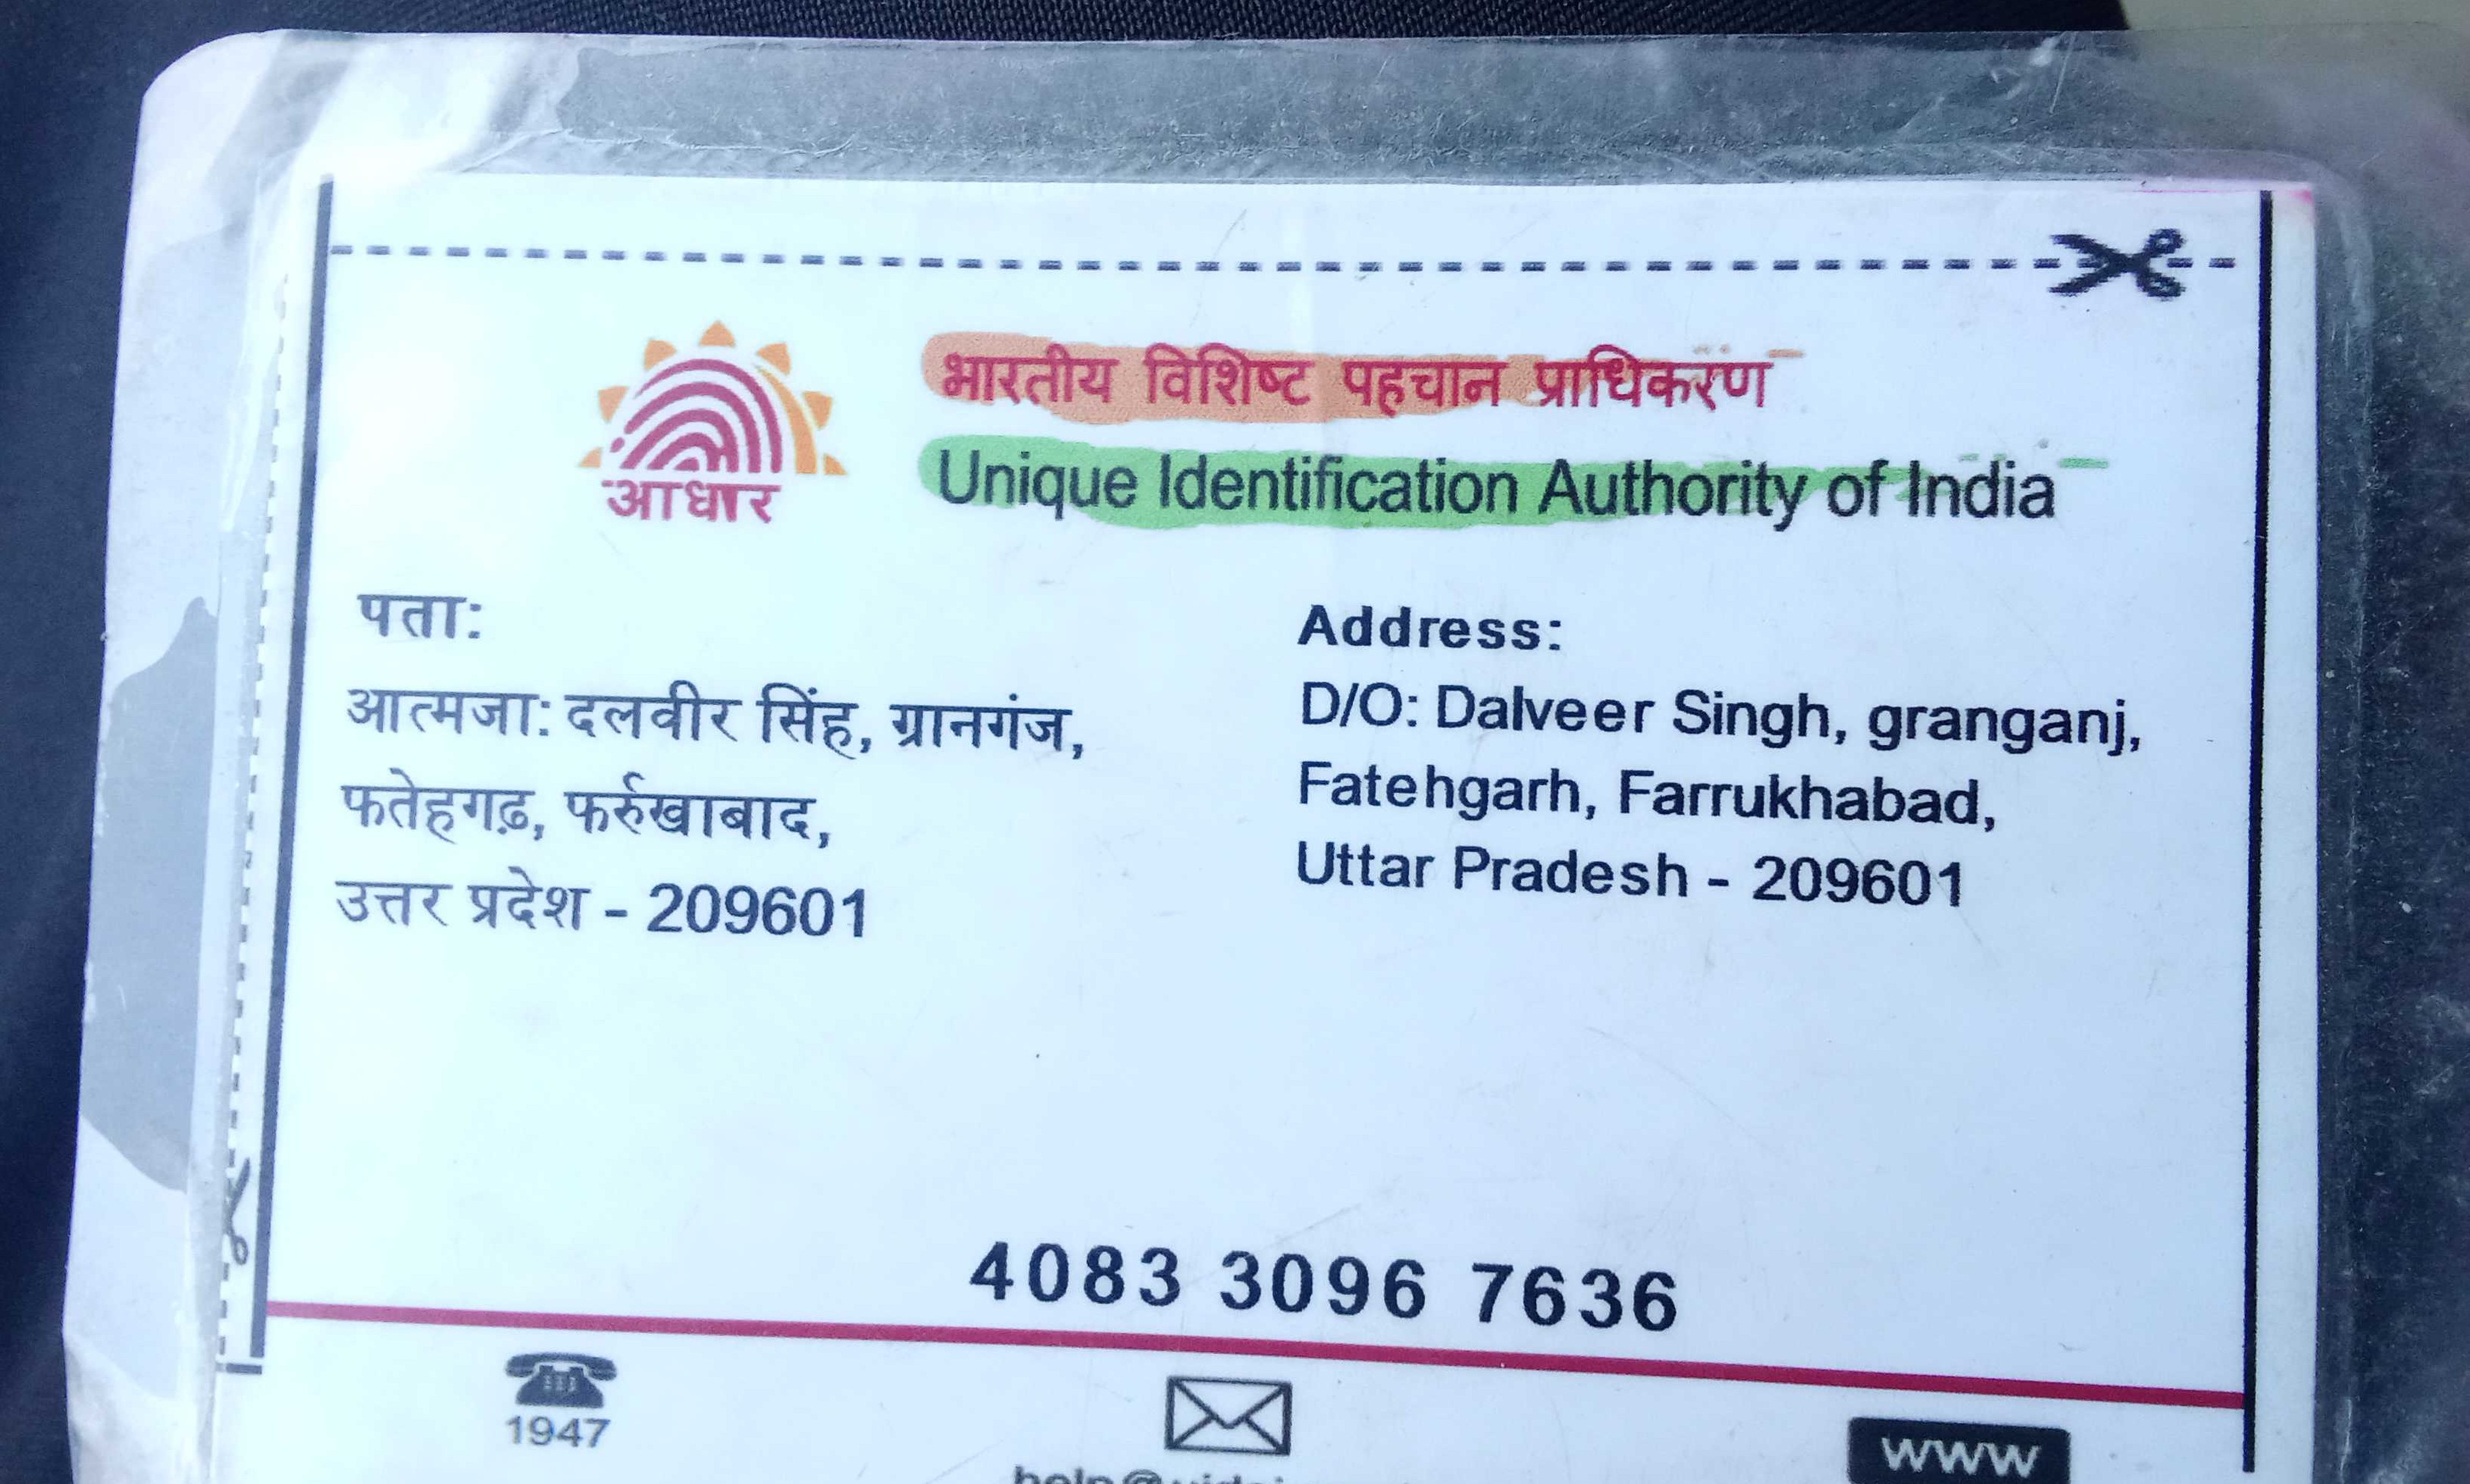 भारतीय विशिष्ट पहचान प्राधिकरण
Unique Identification Authority of India
आधार
पता:
आत्मजा: दलवीर सिंह, ग्रानगंज,
फतेहगढ़, फर्रुखाबाद,
उत्तर प्रदेश - 209601
Address:
D/O: Dalveer Singh, granganj,
Fatehgarh, Farrukhabad,
Uttar Pradesh - 209601
4083 3096 7636
1947
www